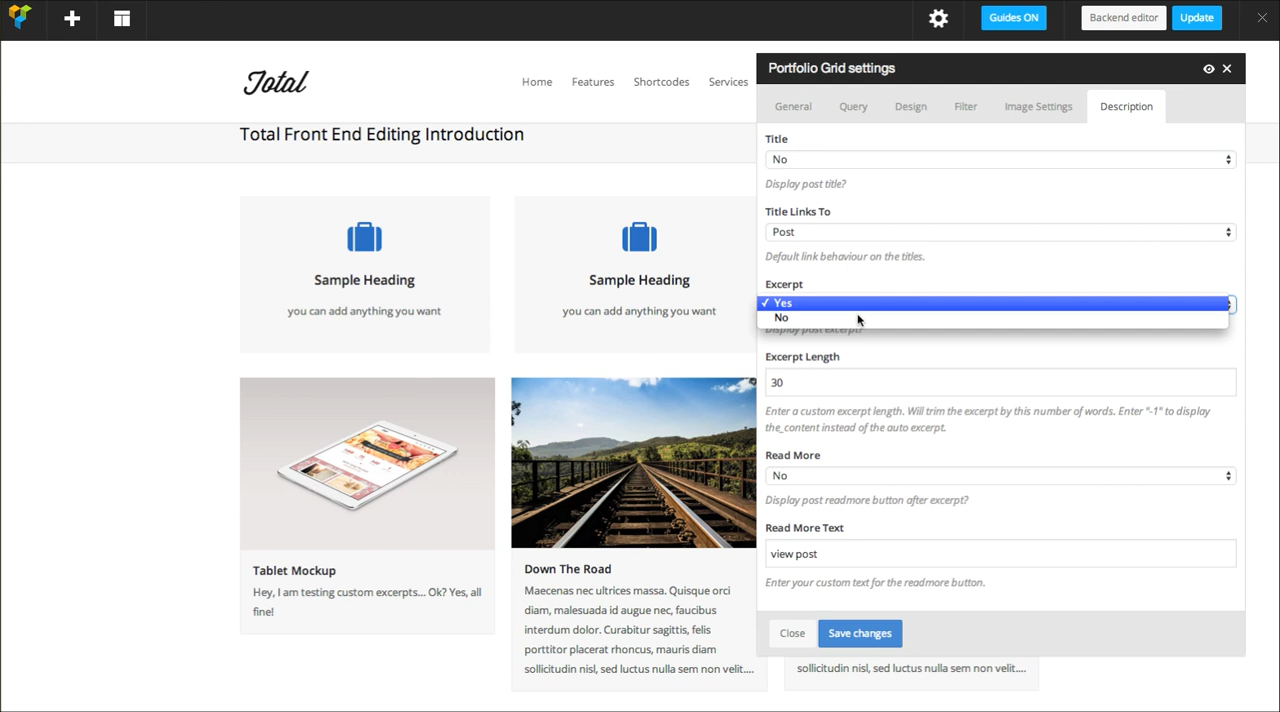 Guides ON
Backend editor
Update
Total
Home
Features
Shortcodes
Services
Total Front End Editing Introduction
Sample Heading
you can add anything you want
Sample Heading
you can add anything you want
Tablet Mockup
Hey, I am testing custom excerpts... Ok? Yes, all
fine!
Down The Road
Maecenas nec ultrices massa. Quisque orci
diam, malesuada id augue nec, faucibus
interdum dolor. Curabitur sagittis, felis
porttitor placerat rhoncus, mauris diam
sollicitudin nisl, sed luctus nulla sem non velit....
sollicitudin nisl, sed luctus nulla sem non velit....
Portfolio Grid settings
General
Query
Design
Filter
Image Settings
Description
Title
No
Display post title?
Title Links To
Post
Default link behaviour on the titles.
Excerpt
✓ Yes
No
Display post excerpt?
Excerpt Length
30
Enter a custom excerpt length. Will trim the excerpt by this number of words. Enter "-1" to display
the_content instead of the auto excerpt.
Read More
No
Display post readmore button after excerpt?
Read More Text
view post
Enter your custom text for the readmore button.
Close
Save changes